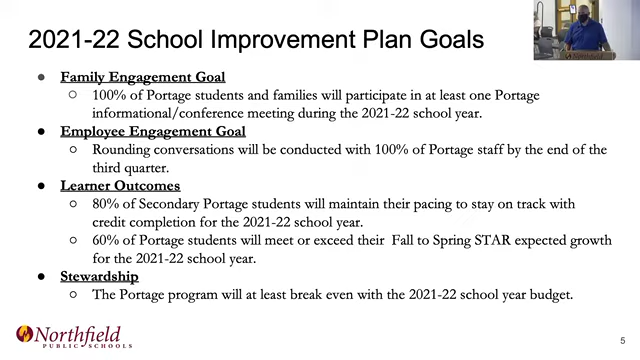 2021-22 School Improvement Plan Goals
● Family Engagement Goal
○ 100% of Portage students and families will participate in at least one Portage
informational/conference meeting during the 2021-22 school year.
● Employee Engagement Goal
○ Rounding conversations will be conducted with 100% of Portage staff by the end of the
third quarter.
● Learner Outcomes
○ 80% of Secondary Portage students will maintain their pacing to stay on track with
credit completion for the 2021-22 school year.
○ 60% of Portage students will meet or exceed their Fall to Spring STAR expected growth
for the 2021-22 school year.
● Stewardship
○ The Portage program will at least break even with the 2021-22 school year budget.
Northfield
PUBLIC SCHOOLS
5